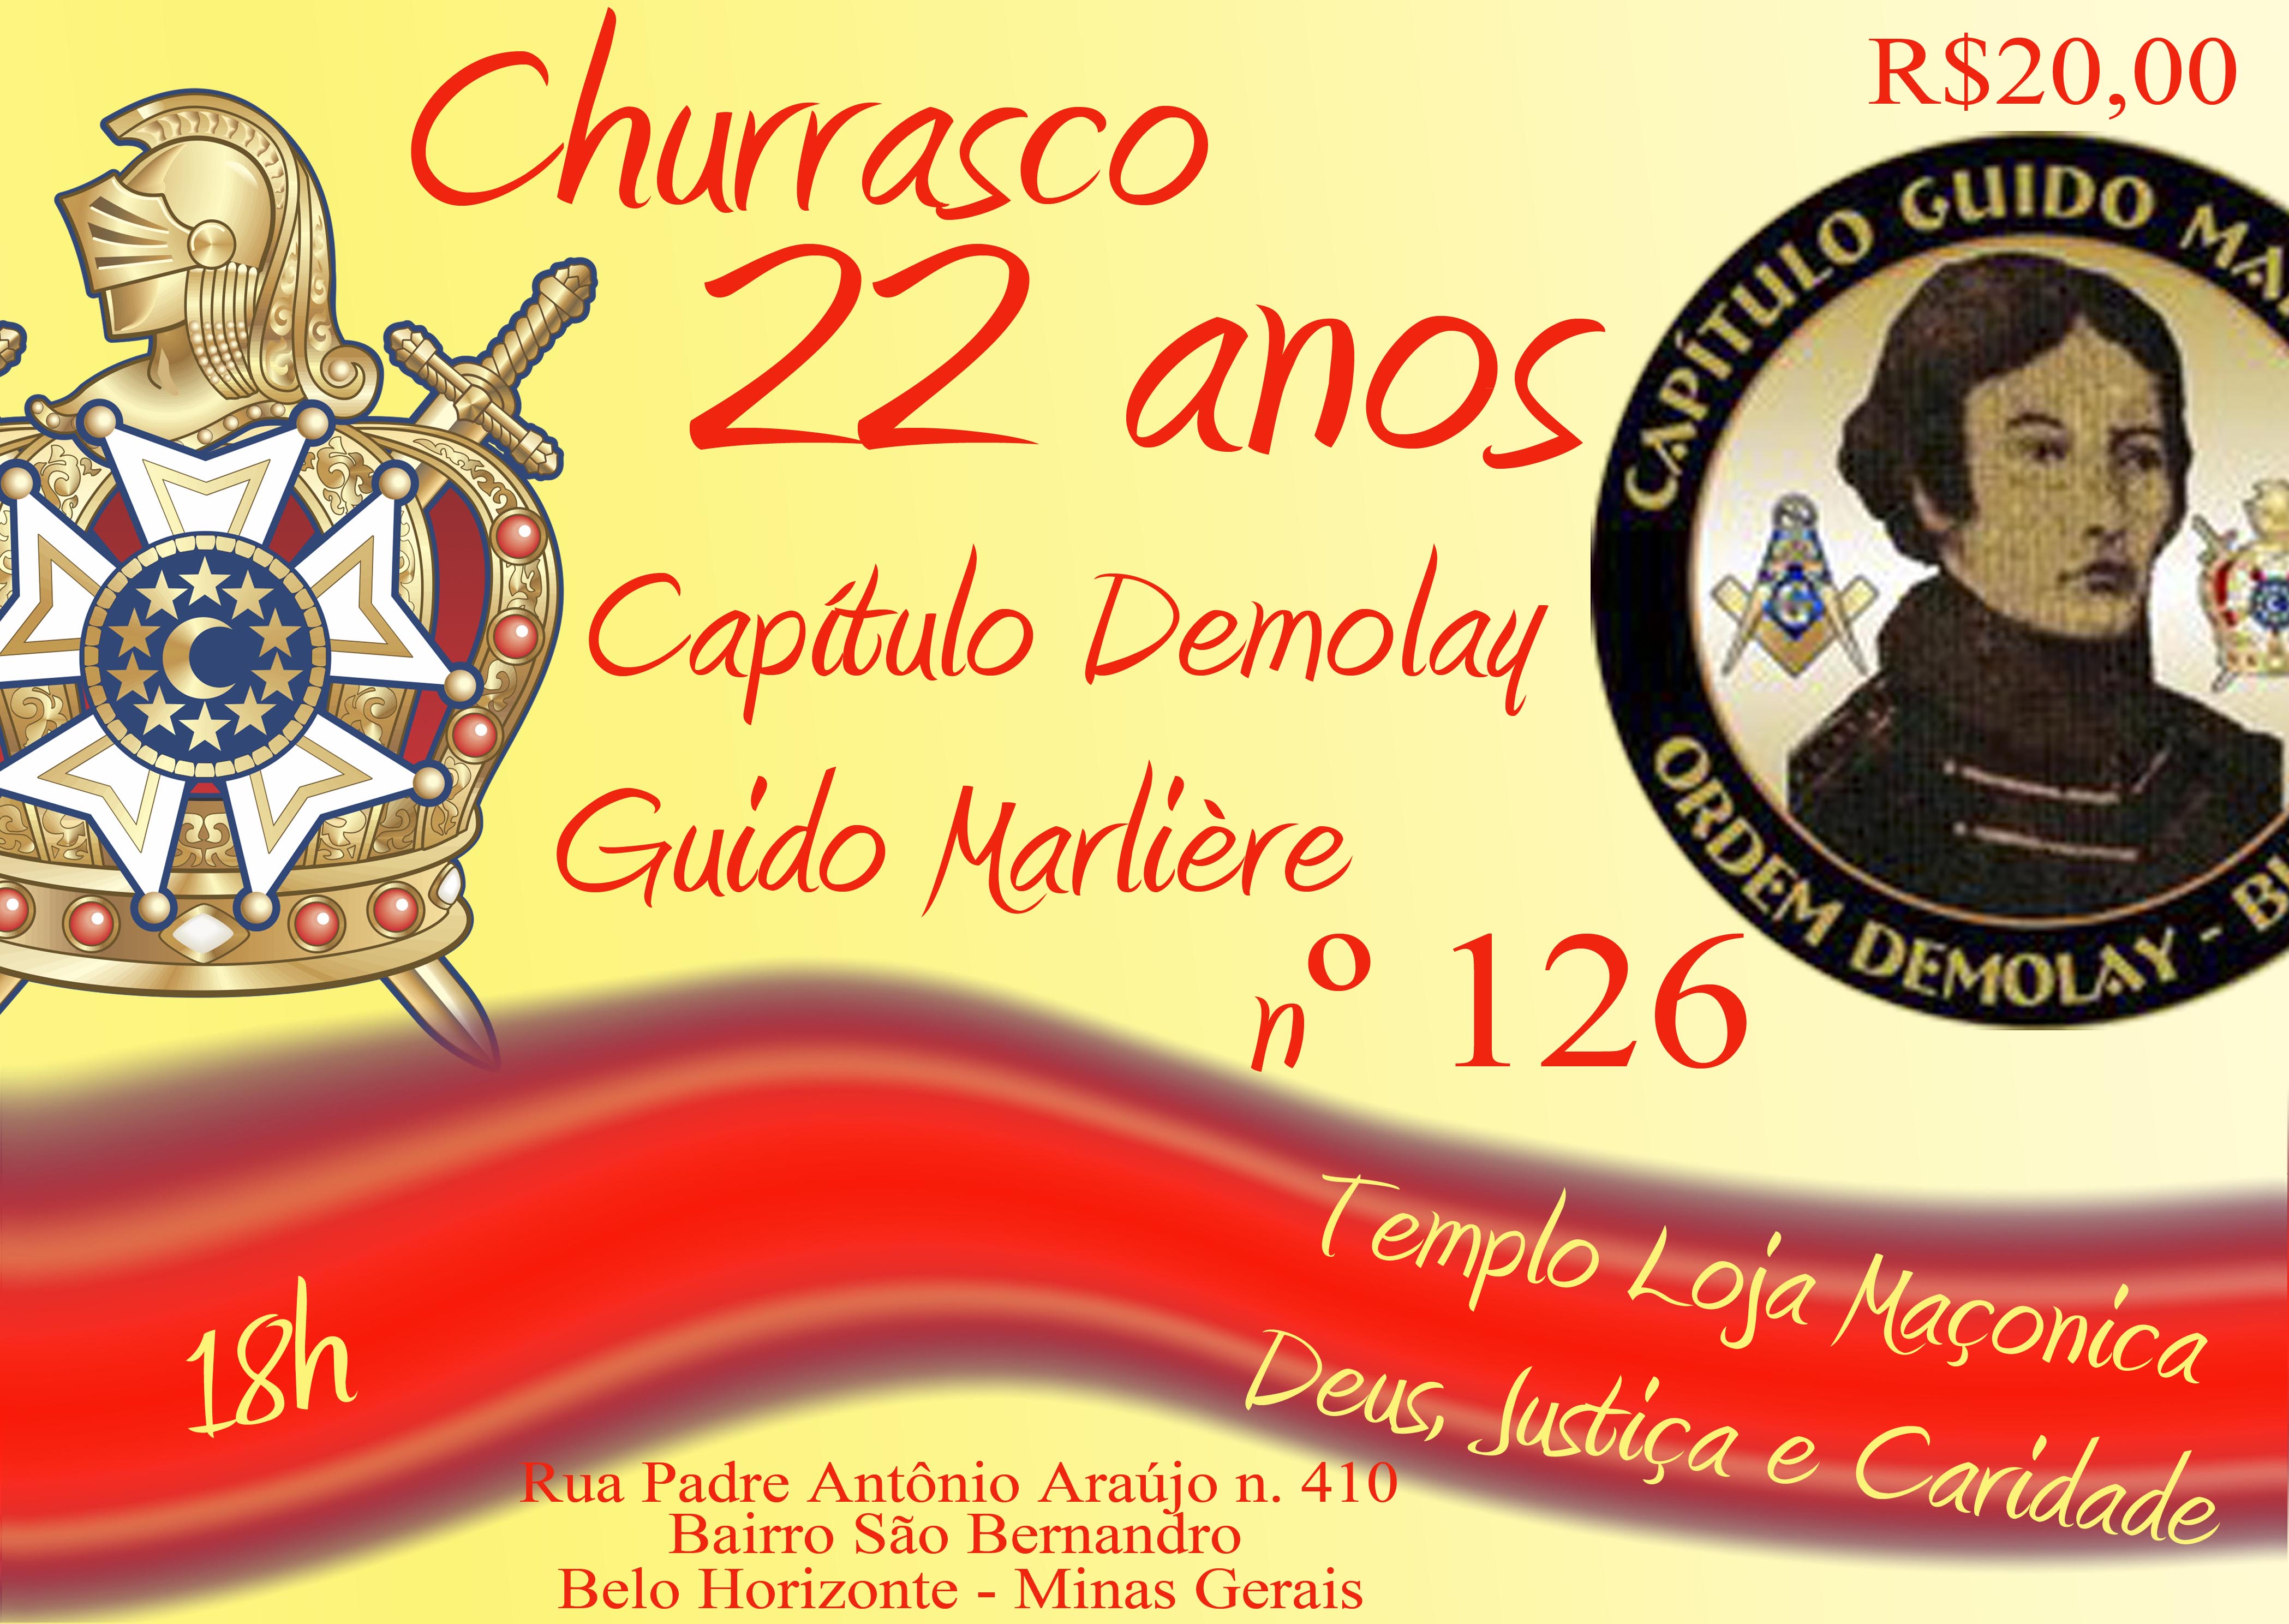 R$20,00
Churrasco
22 anos
Capítulo Demolay
Guido Marlière
nº 126
CAPÍTULO GUIDO
G
ORDEM DEMOLAY -
18h
Templo Loja Maçonica
Deus, Justiça e Caridade
Rua Padre Antônio Araújo n. 410
Bairro São Bernandro
Belo Horizonte - Minas Gerais